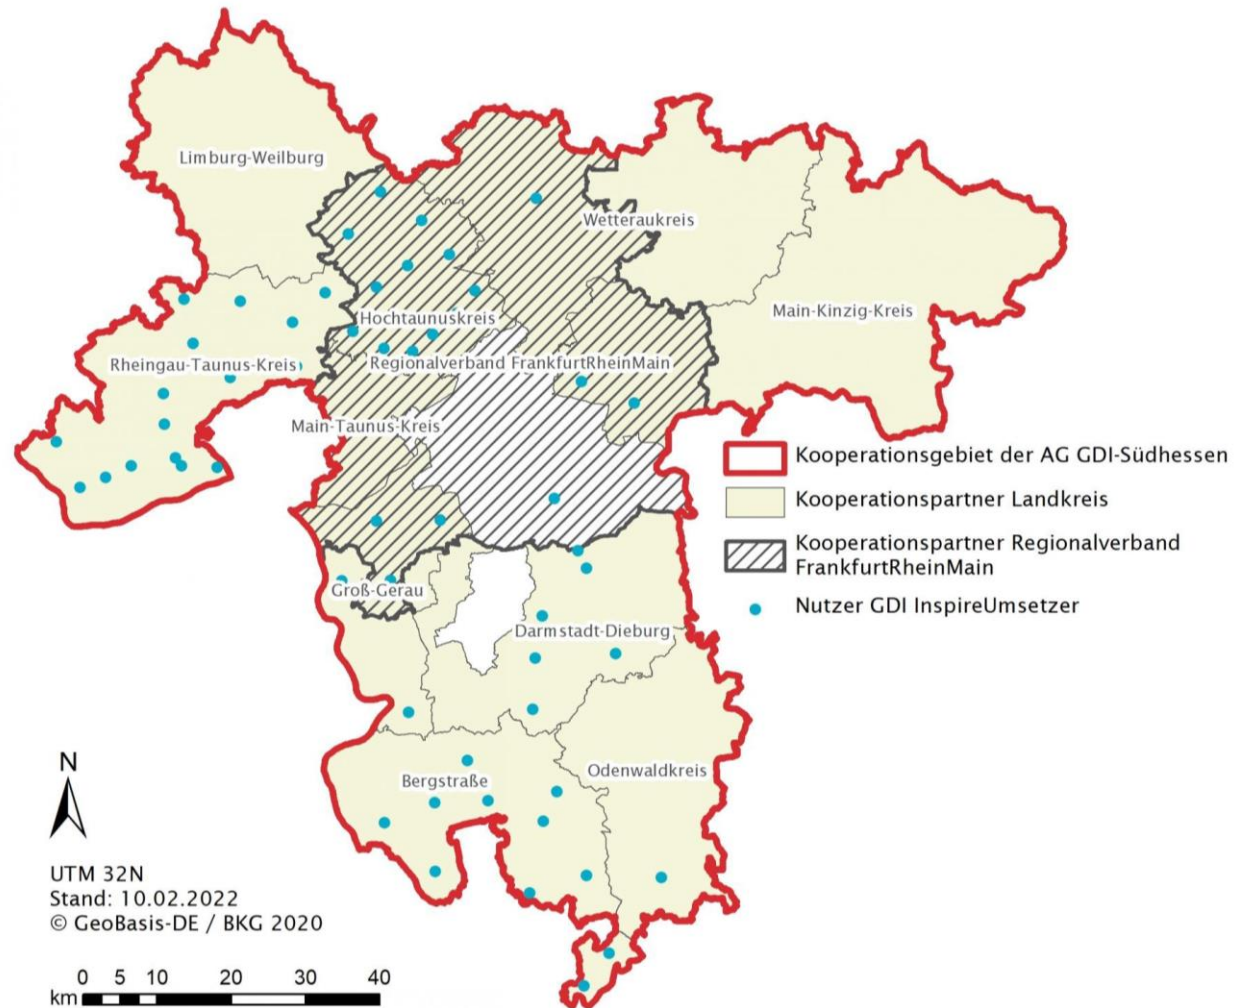 Limburg-Weilburg
Wetteraukreis
Main-Kinzig-Kreis
Hochtaunuskreis
Rheingau-Taunus-Kreis
Regionalverband FrankfurtRheinMain
Main-Taunus-Kreis
Kooperationsgebiet der AG GDI-Südhessen
Kooperationspartner Landkreis
Kooperationspartner Regionalverband
FrankfurtRheinMain
Nutzer GDI InspireUmsetzer
Groß-Gerau
Darmstadt-Dieburg
Odenwaldkreis
Bergstraße
N
UTM 32N
Stand: 10.02.2022
© GeoBasis-DE / BKG 2020
0 5 10 20 30 40
km